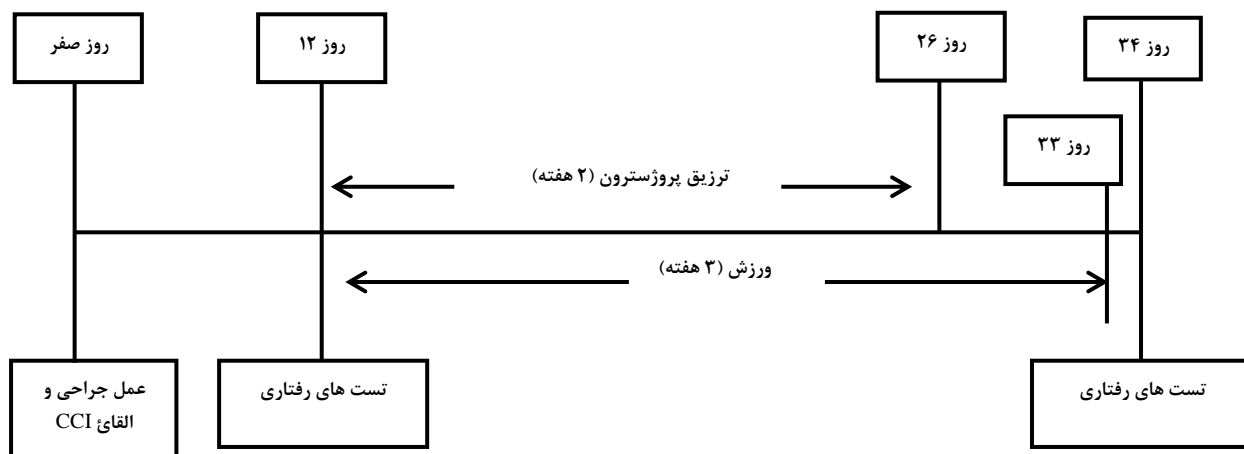 روز صفر
روز ۱۲
روز ۲۶
روز ۳۴
روز ۳۳
ترزیق پروژسترون (۲ هفته)
ورزش (۳ هفته)
عمل جراحی و
القائ CCI
تست های رفتاری
تست های رفتاری